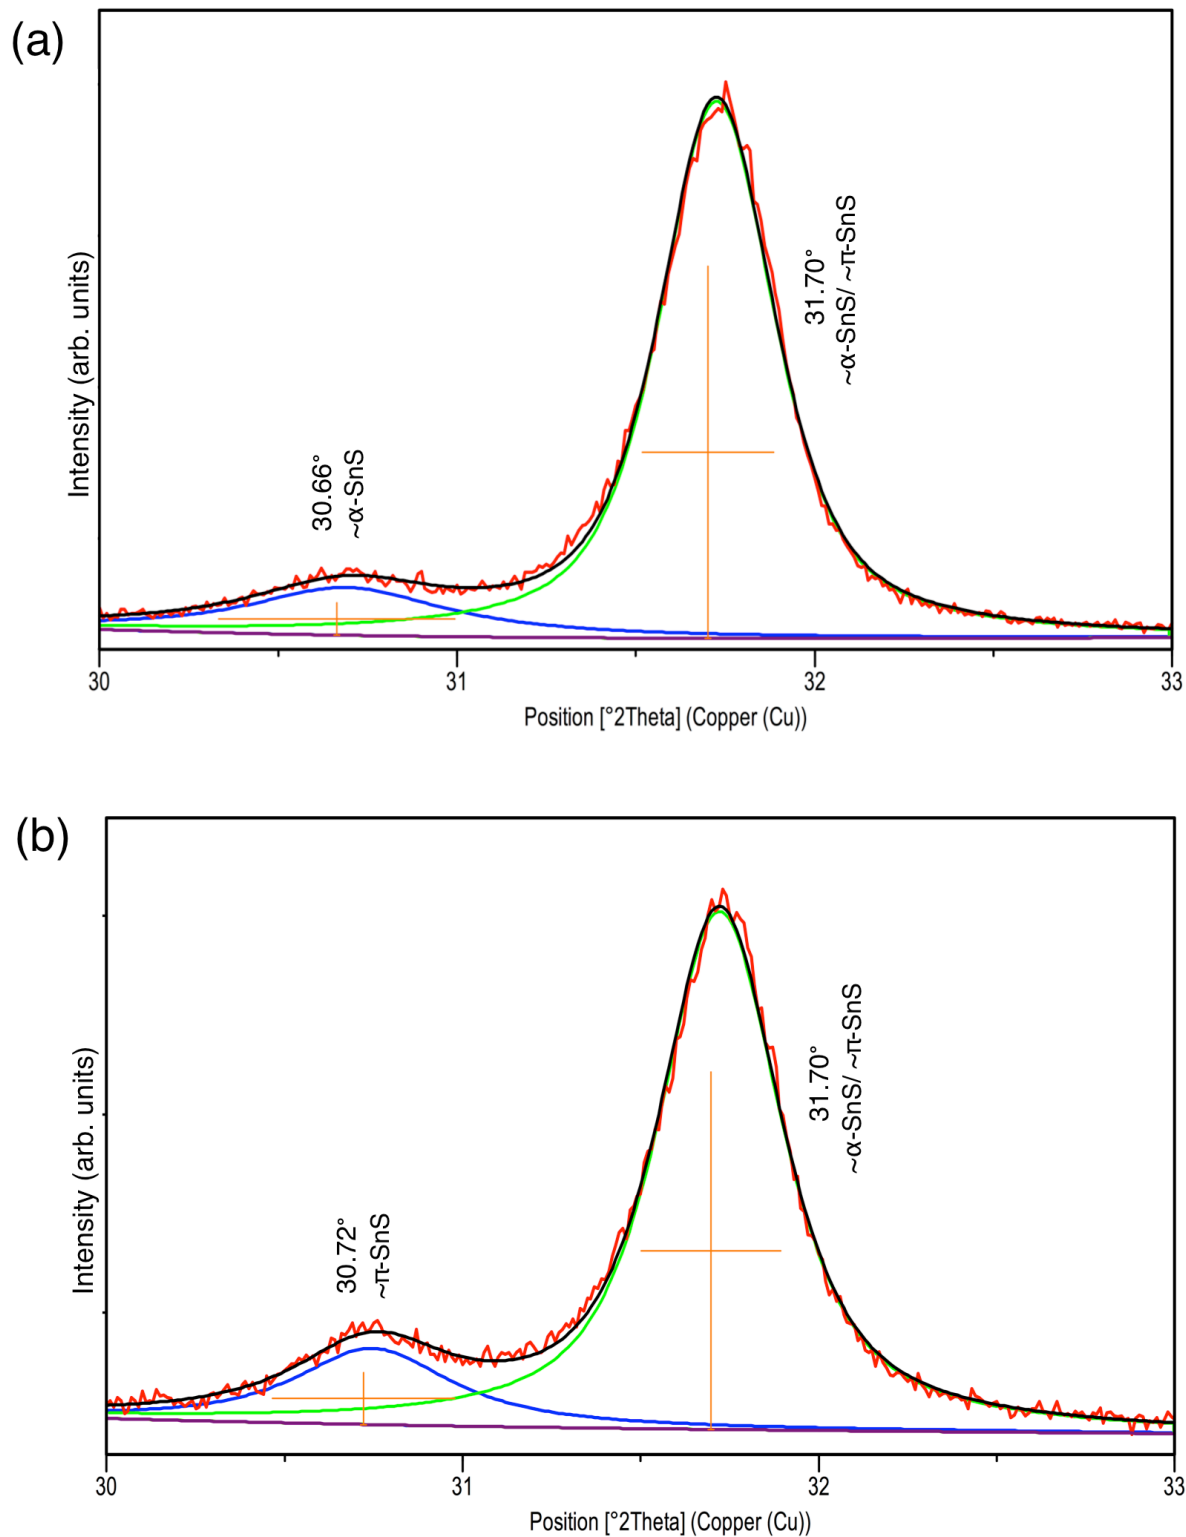 (a)
Intensity (arb. units)
30.66°
~α-SnS
31.70°
~α-SnS/ ~π-SnS
30
31
32
33
Position [°2Theta] (Copper (Cu))
(b)
Intensity (arb. units)
30.72°
~π-SnS
31.70°
~α-SnS/ ~π-SnS
30
31
32
33
Position [°2Theta] (Copper (Cu))